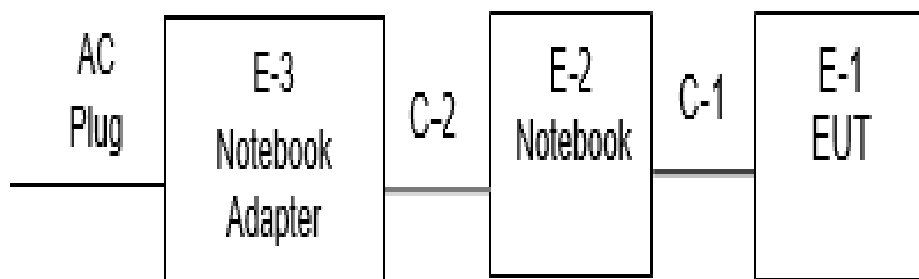 AC
Plug
E-3
Notebook
Adapter
C-2
E-2
Notebook
C-1
E-1
EUT